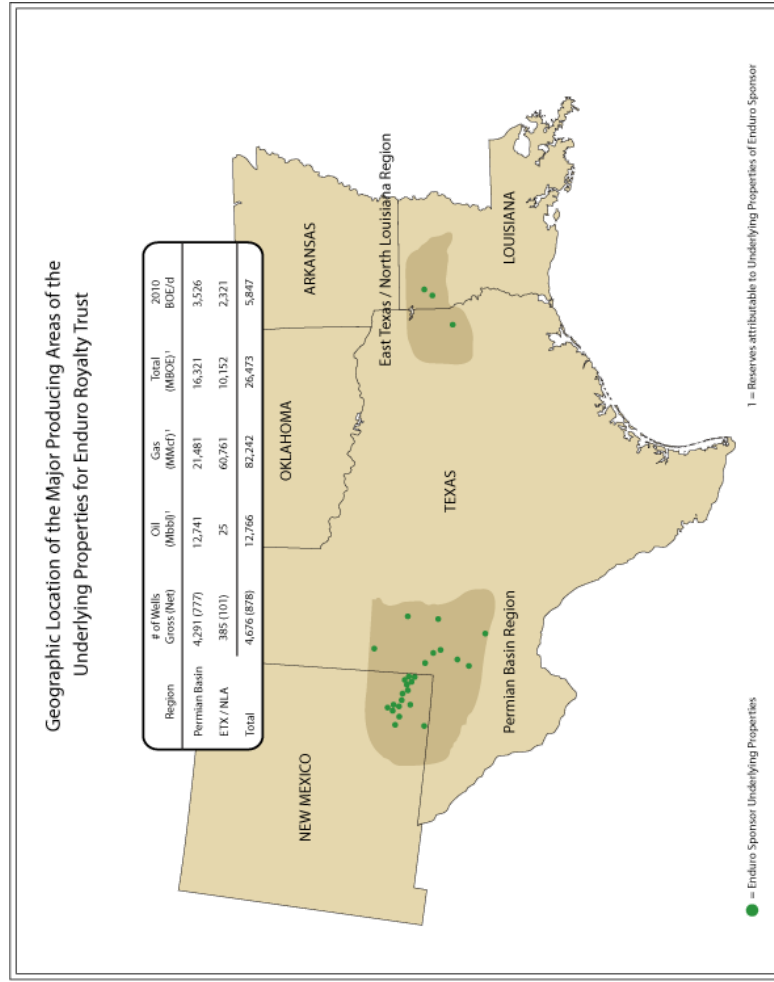 Geographic Location of the Major Producing Areas of the
Underlying Properties for Enduro Royalty Trust
Region # of Wells Gross (Net) Oil (Mbbl)¹ Gas (MMcf)¹ Total (MBOE)¹ 2010 BOE/d
Permian Basin 4,291 (777) 12,741 21,481 16,321 3,526
ETX / NLA 385 (101) 25 60,761 10,152 2,321
Total 4,676 (878) 12,766 82,242 26,473 5,847
NEW MEXICO
OKLAHOMA
ARKANSAS
East Texas / North Louisiana Region
TEXAS
LOUISIANA
Permian Basin Region
= Enduro Sponsor Underlying Properties
1 = Reserves attributable to Underlying Properties of Enduro Sponsor